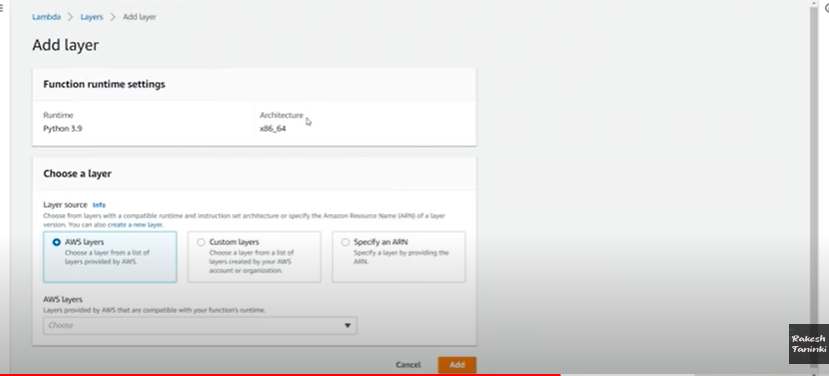 Lambda > Layers > Add layer
Add layer
Function runtime settings
Runtime
Python 3.9
Architecture
x86_64
Choose a layer
Layer source Info
Choose from layers with a compatible runtime and instruction set architecture or specify the Amazon Resource Name (ARN) of a layer
version. You can also create a new layer.
AWS layers
Choose a layer from a list of
layers provided by AWS.
Custom layers
Choose a layer from a list of
layers created by your AWS
account or organization.
Specify an ARN
Specify a layer by providing the
ARN.
AWS layers
Layers provided by AWS that are compatible with your function's runtime.
Choose
Cancel
Add
Rakesh
Taninki